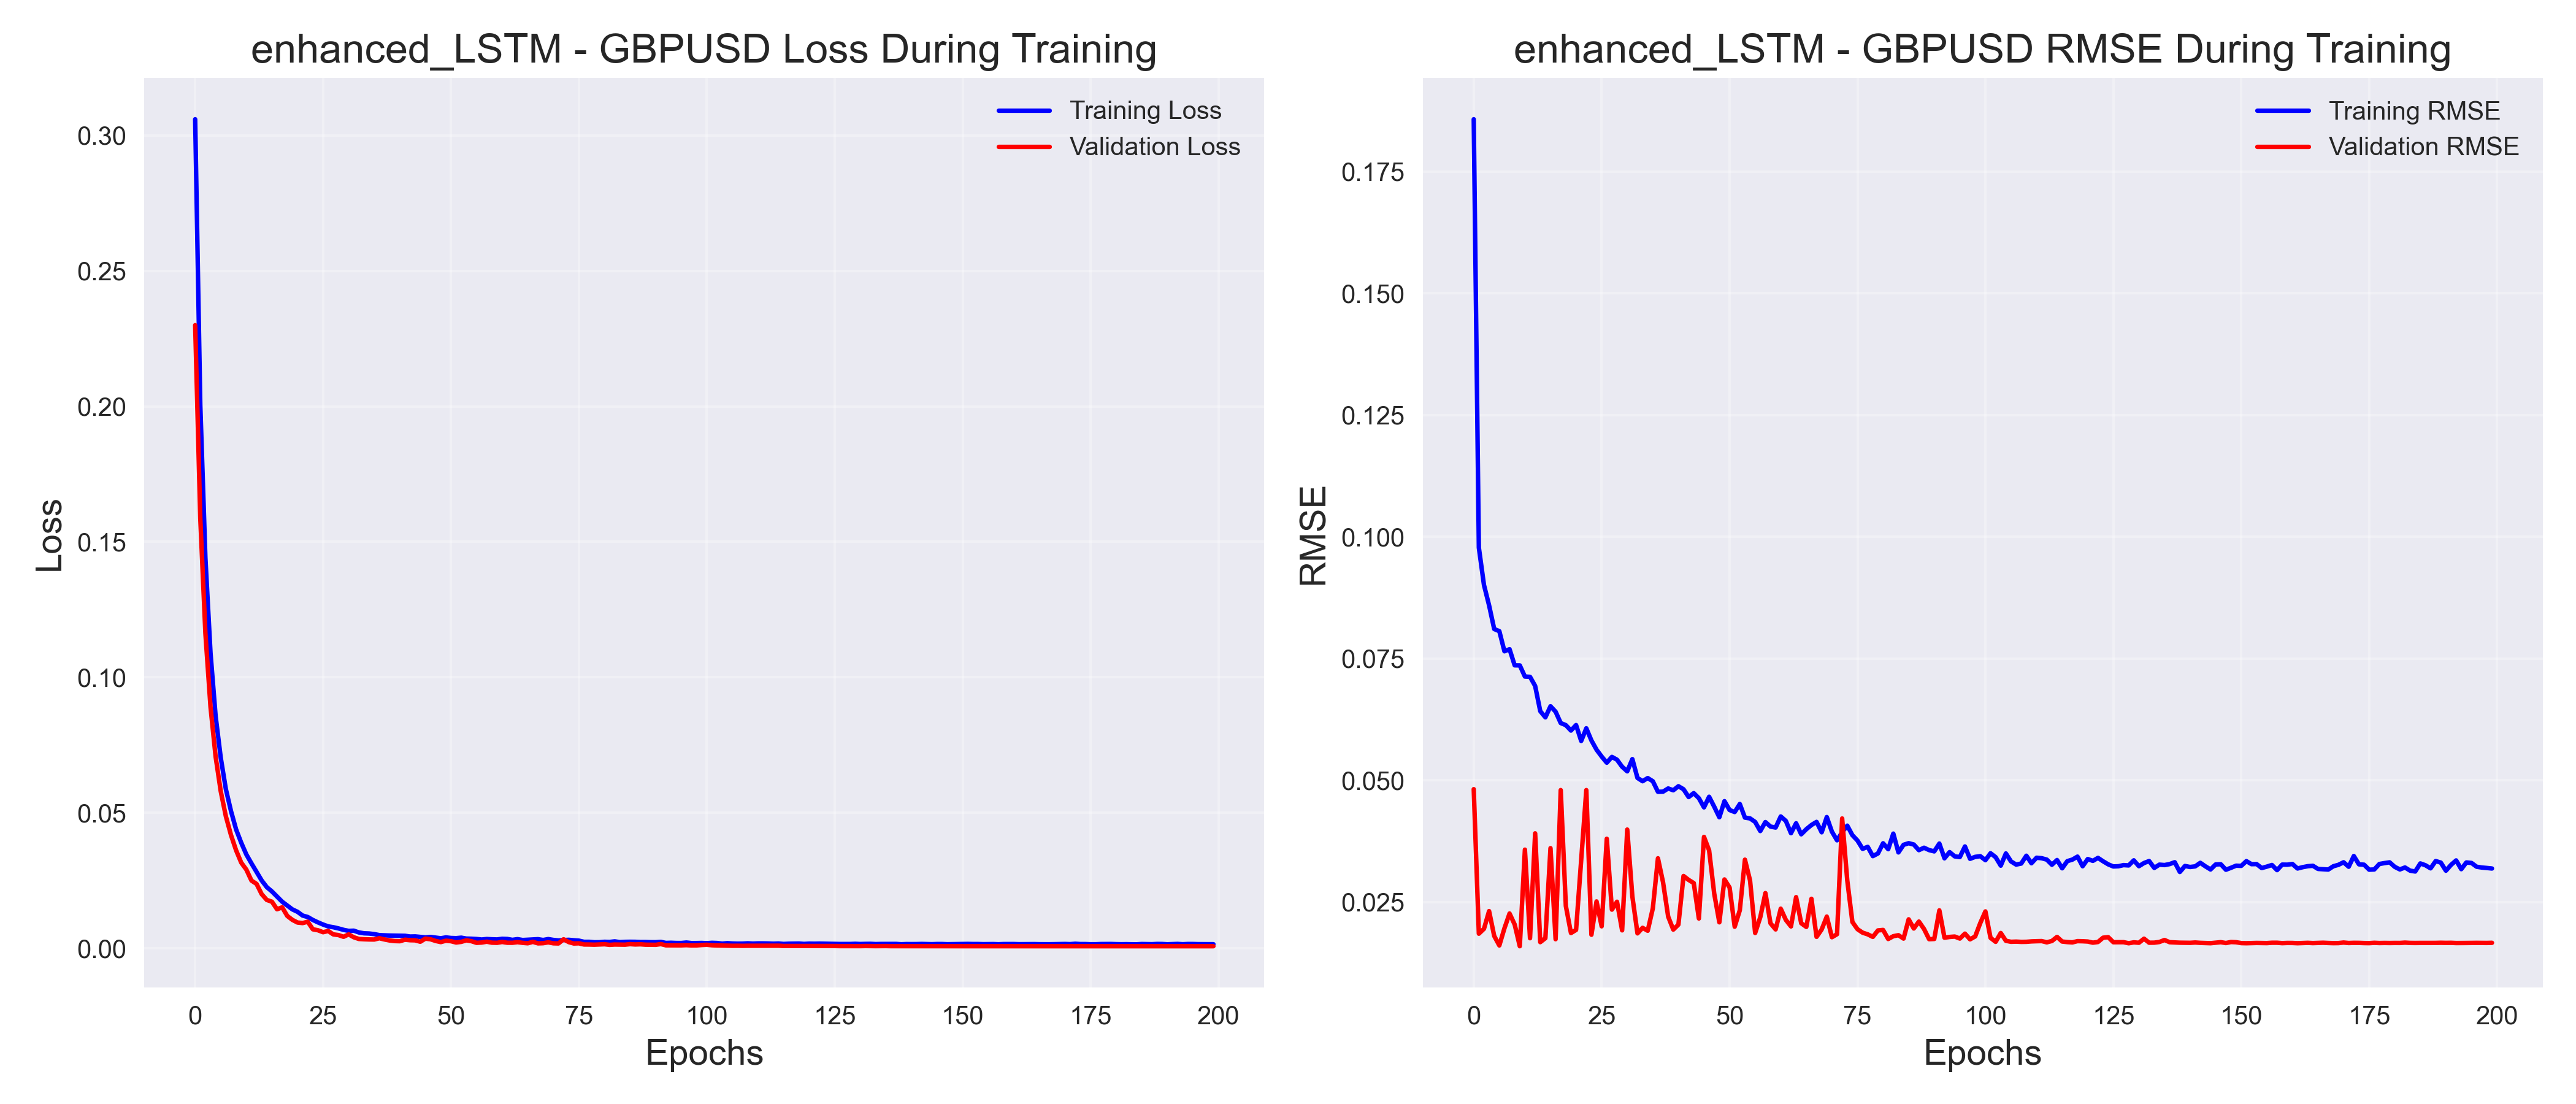 enhanced_LSTM - GBPUSD Loss During Training
Training Loss
Validation Loss
0.30
0.25
0.20
0.15
0.10
0.05
0.00
Loss
0 25 50 75 100 125 150 175 200
Epochs
enhanced_LSTM - GBPUSD RMSE During Training
Training RMSE
Validation RMSE
0.175
0.150
0.125
0.100
0.075
0.050
0.025
RMSE
0 25 50 75 100 125 150 175 200
Epochs